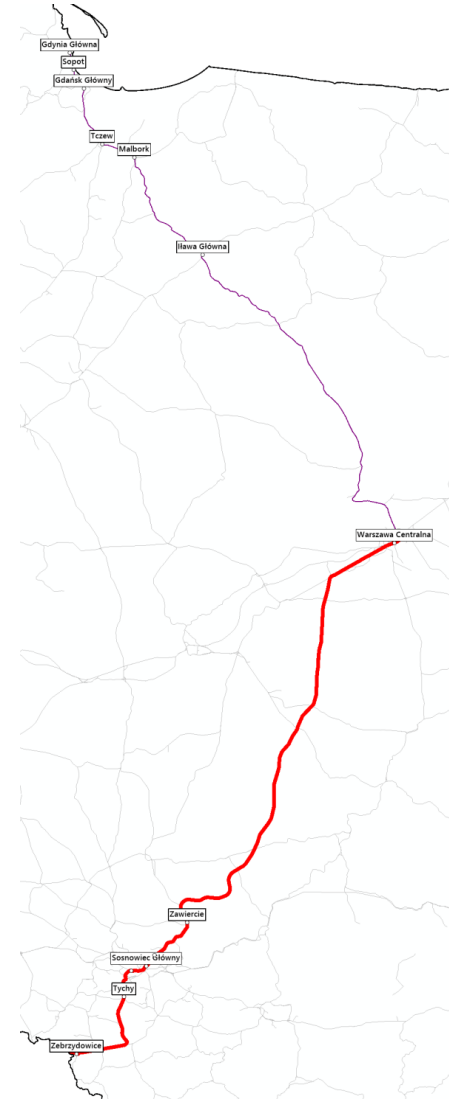 Gdynia Główna
Sopot
Gdańsk Główny
Tczew
Malbork
Iława Główna
Warszawa Centralna
Zawiercie
Sosnowiec Główny
Tychy
Zebrzydowice